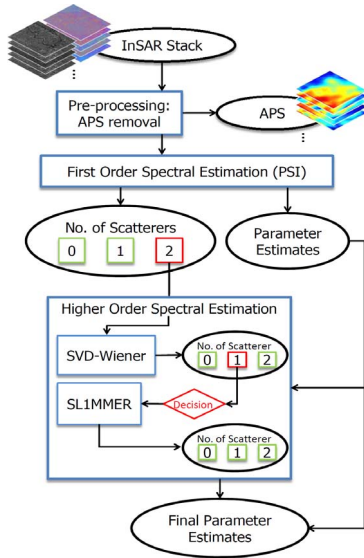 InSAR Stack
Pre-processing:
APS removal
APS
First Order Spectral Estimation (PSI)
No. of Scatterers
0 1 2
Parameter
Estimates
Higher Order Spectral Estimation
SVD-Wiener
No. of Scatterer
0 1 2
SL1MMER
Decision
No. of Scatterer
0 1 2
Final Parameter
Estimates